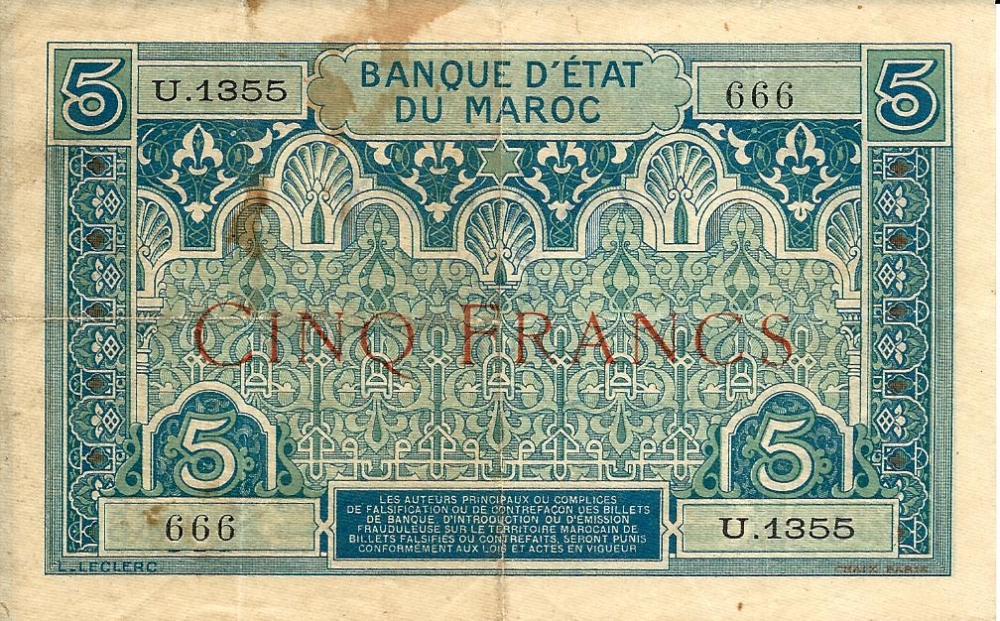 5
U.1355
BANQUE D'ÉTAT
DU MAROC
666
5
CINQ FRANCS
5
5
666
LES AUTEURS PRINCIPAUX OU COMPLICES
DE FALSIFICATION OU DE CONTREFAÇON DES BILLETS
DE BANQUE, D'INTRODUCTION OU D'ÉMISSION
FRAUDULEUSE SUR LE TERRITOIRE MAROCAIN DE
BILLETS FALSIFIÉS OU CONTREFAITS, SERONT PUNIS
CONFORMÉMENT AUX LOIS ET ACTES EN VIGUEUR
U.1355
L.LECLERC
CHAIX PARIS